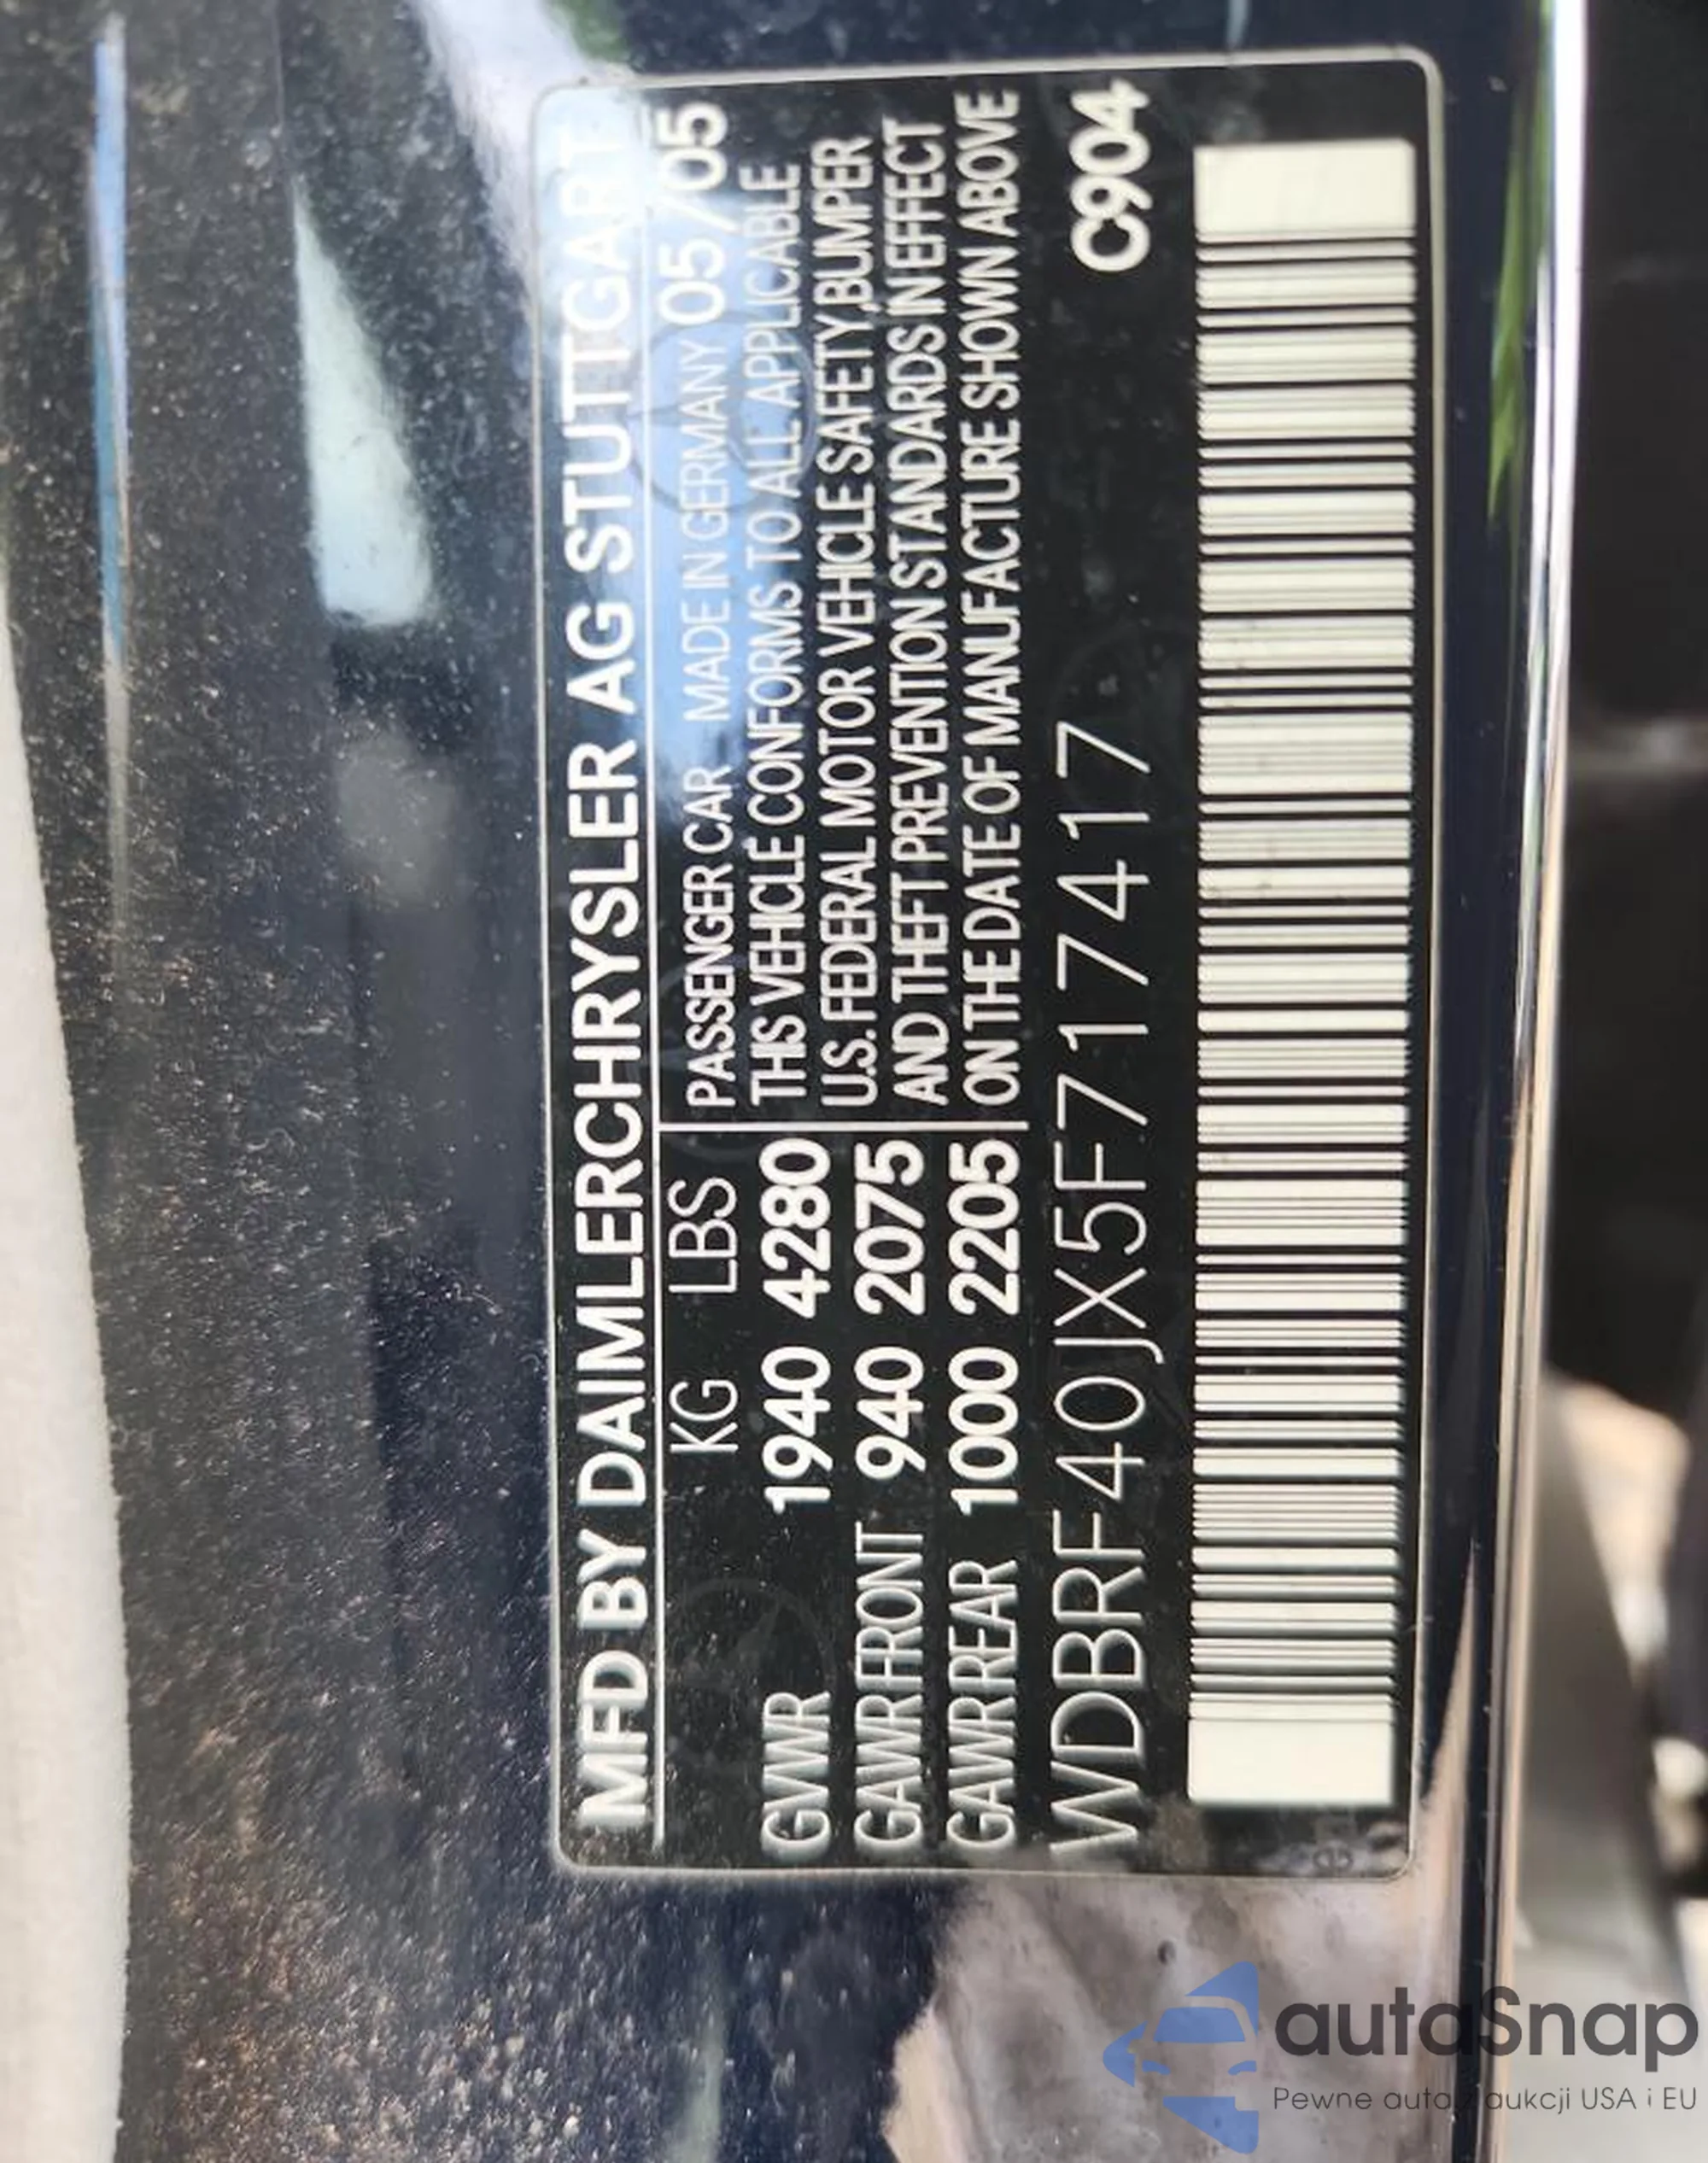 MFD BY DAIMLERCHRYSLER AG STUTTGART
KG LBS
GVWR 1940 4280
GAWR FRONT 940 2075
GAWR REAR 1000 2205
PASSENGER CAR MADE IN GERMANY 05/05
THIS VEHICLE CONFORMS TO ALL APPLICABLE
U.S. FEDERAL MOTOR VEHICLE SAFETY, BUMPER
AND THEFT PREVENTION STANDARDS IN EFFECT
ON THE DATE OF MANUFACTURE SHOWN ABOVE
WDBRF40JX5F717417 C904
autaSnap
Pewne auta z aukcji USA i EU